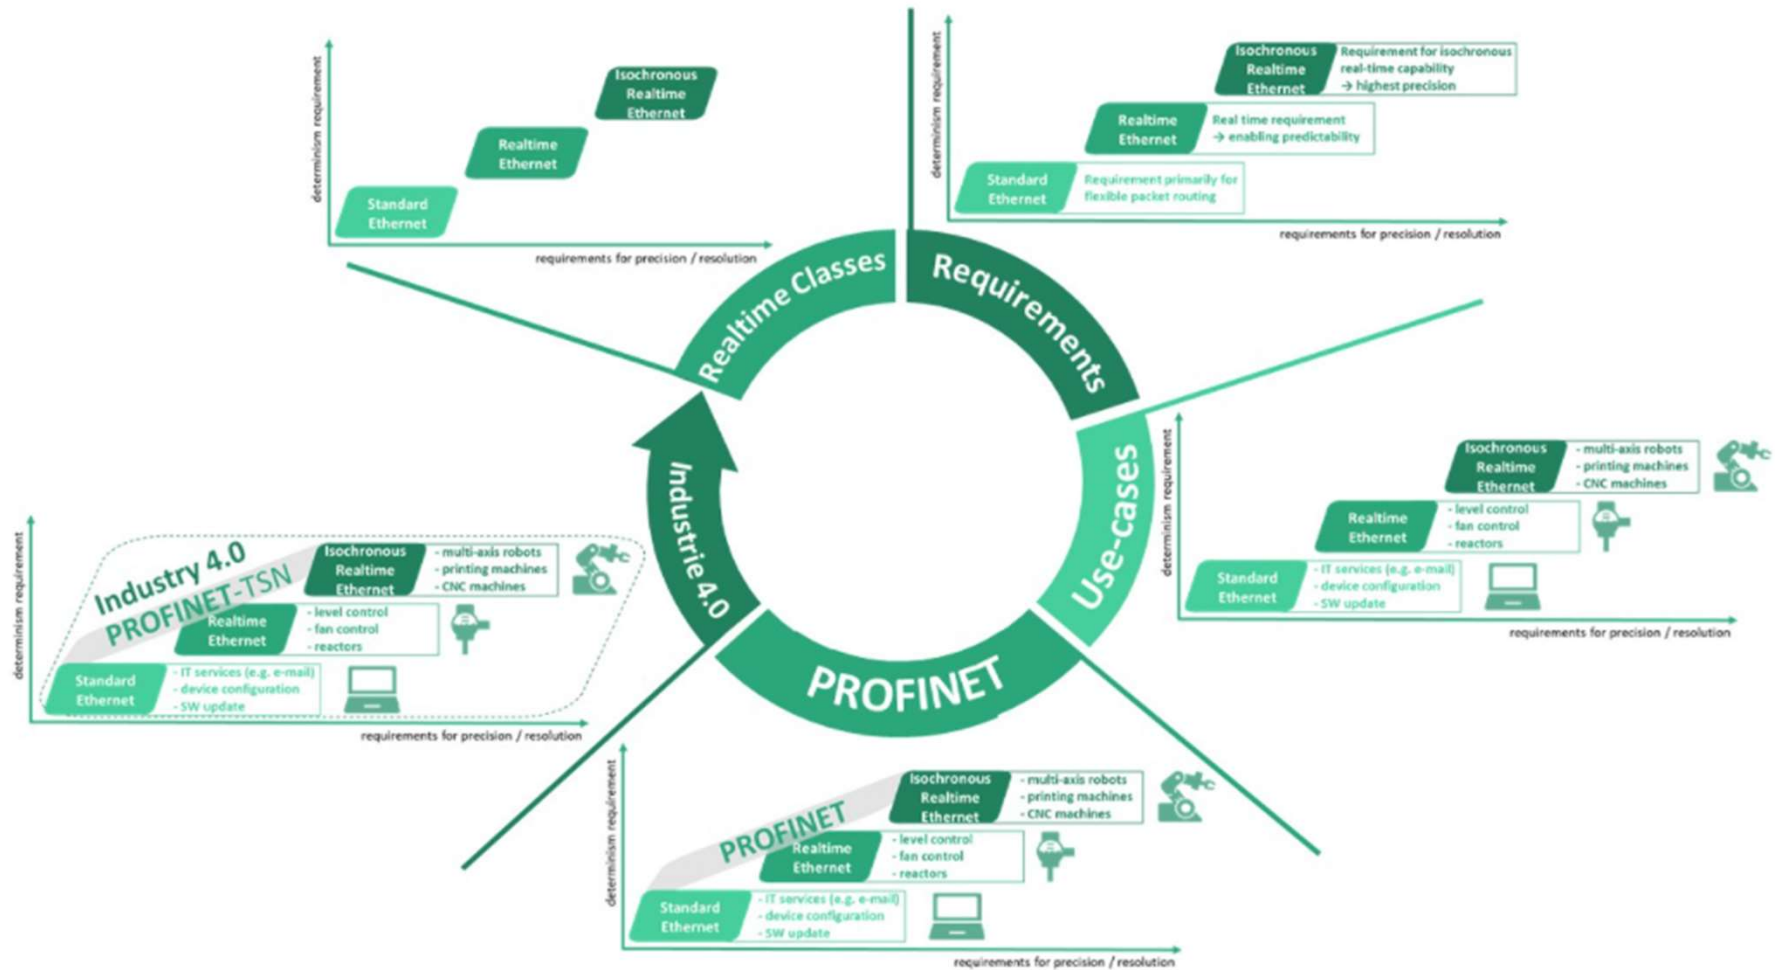 determinism requirement
Isochronous
Realtime
Ethernet
Realtime
Ethernet
Standard
Ethernet
requirements for precision / resolution
determinism requirement
Isochronous
Realtime
Ethernet
Requirement for isochronous
real-time capability
→ highest precision
Realtime
Ethernet
Real time requirement
→ enabling predictability
Standard
Ethernet
Requirement primarily for
flexible packet routing
requirements for precision / resolution
Realtime Classes
Requirements
Use-cases
PROFINET
Industrie 4.0
determinism requirement
Isochronous
Realtime
Ethernet
- multi-axis robots
- printing machines
- CNC machines
Realtime
Ethernet
- level control
- fan control
- reactors
Standard
Ethernet
- IT services (e.g. e-mail)
- device configuration
- SW update
requirements for precision / resolution
determinism requirement
Industry 4.0
PROFINET-TSN
Isochronous
Realtime
Ethernet
- multi-axis robots
- printing machines
- CNC machines
Realtime
Ethernet
- level control
- fan control
- reactors
Standard
Ethernet
- IT services (e.g. e-mail)
- device configuration
- SW update
requirements for precision / resolution
determinism requirement
PROFINET
Isochronous
Realtime
Ethernet
- multi-axis robots
- printing machines
- CNC machines
Realtime
Ethernet
- level control
- fan control
- reactors
Standard
Ethernet
- IT services (e.g. e-mail)
- device configuration
- SW update
requirements for precision / resolution